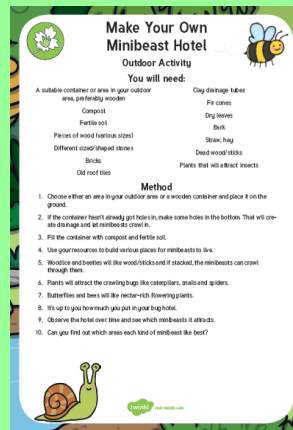 Make Your Own
Minibeast Hotel
Outdoor Activity
You will need:
A suitable container or area in your outdoor
area, preferably wooden
Compost
Fertile soil
Pieces of wood (various sizes)
Different sized/shaped stones
Bricks
Old roof tiles
Clay drainage tubes
Fir cones
Dry leaves
Bark
Straw, hay
Dead wood/sticks
Plants that will attract insects
Method
1. Choose either an area in your outdoor area or a wooden container and place it on the
ground.
2. If the container hasn't already got holes in, make some holes in the bottom. That will cre-
ate drainage and let minibeasts crawl in.
3. Fill the container with compost and fertile soil.
4. Use your resources to build various places for minibeasts to live.
5. Woodlice and beetles will like wood/sticks and if stacked, the minibeasts can crawl
through them.
6. Plants will attract the crawling bugs like caterpillars, snails and spiders.
7. Butterflies and bees will like nectar-rich flowering plants.
8. It's up to you how much you put in your bug hotel.
9. Observe the hotel over time and see which minibeasts it attracts.
10. Can you find out which areas each kind of minibeast like best?
twinkl visit twinkl.com